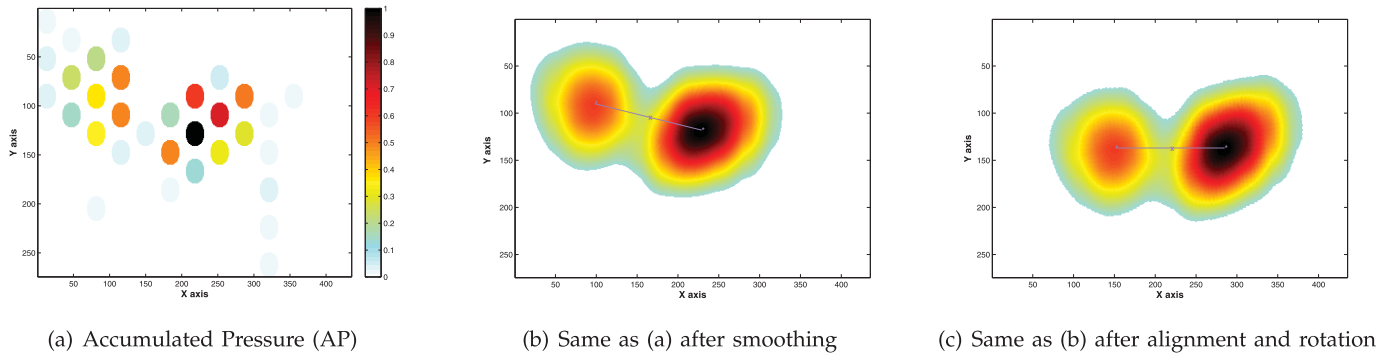 50
100
150
200
250
Y axis
50 100 150 200 250 300 350 400
X axis
1
0.9
0.8
0.7
0.6
0.5
0.4
0.3
0.2
0.1
0
(a) Accumulated Pressure (AP)
50
100
150
200
250
Y axis
50 100 150 200 250 300 350 400
X axis
(b) Same as (a) after smoothing
50
100
150
200
250
Y axis
50 100 150 200 250 300 350 400
X axis
(c) Same as (b) after alignment and rotation